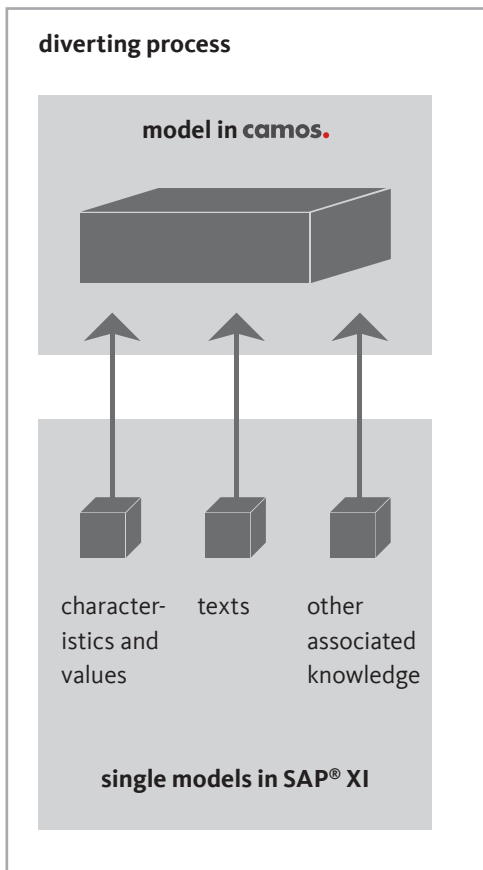 diverting process
model in camos.
character-
istics and
values
texts
other
associated
knowledge
single models in SAP® XI